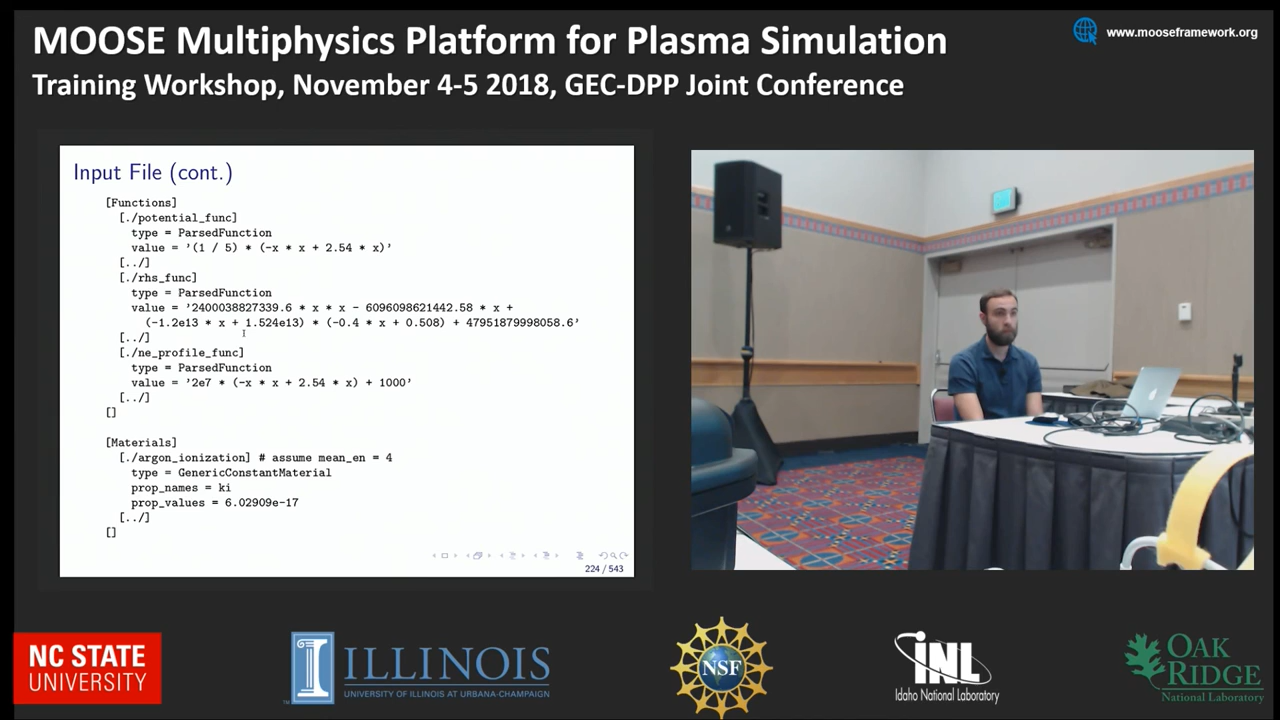 MOOSE Multiphysics Platform for Plasma Simulation
Training Workshop, November 4-5 2018, GEC-DPP Joint Conference
www.mooseframework.org
Input File (cont.)
[Functions]
[./potential_func]
type = ParsedFunction
value = '(1 / 5) * (-x * x + 2.54 * x)'
[../]
[./rhs_func]
type = ParsedFunction
value = '2400038827339.6 * x * x - 6096098621442.58 * x +
(-1.2e13 * x + 1.524e13) * (-0.4 * x + 0.508) + 47951879998058.6'
[../]
[./ne_profile_func]
type = ParsedFunction
value = '2e7 * (-x * x + 2.54 * x) + 1000'
[../]
[]
[Materials]
[./argon_ionization] # assume mean_en = 4
type = GenericConstantMaterial
prop_names = ki
prop_values = 6.02909e-17
[../]
[]
224 / 543
NC STATE
UNIVERSITY
ILLINOIS
UNIVERSITY OF ILLINOIS AT URBANA-CHAMPAIGN
NSF
INL
Idaho National Laboratory
OAK
RIDGE
National Laboratory